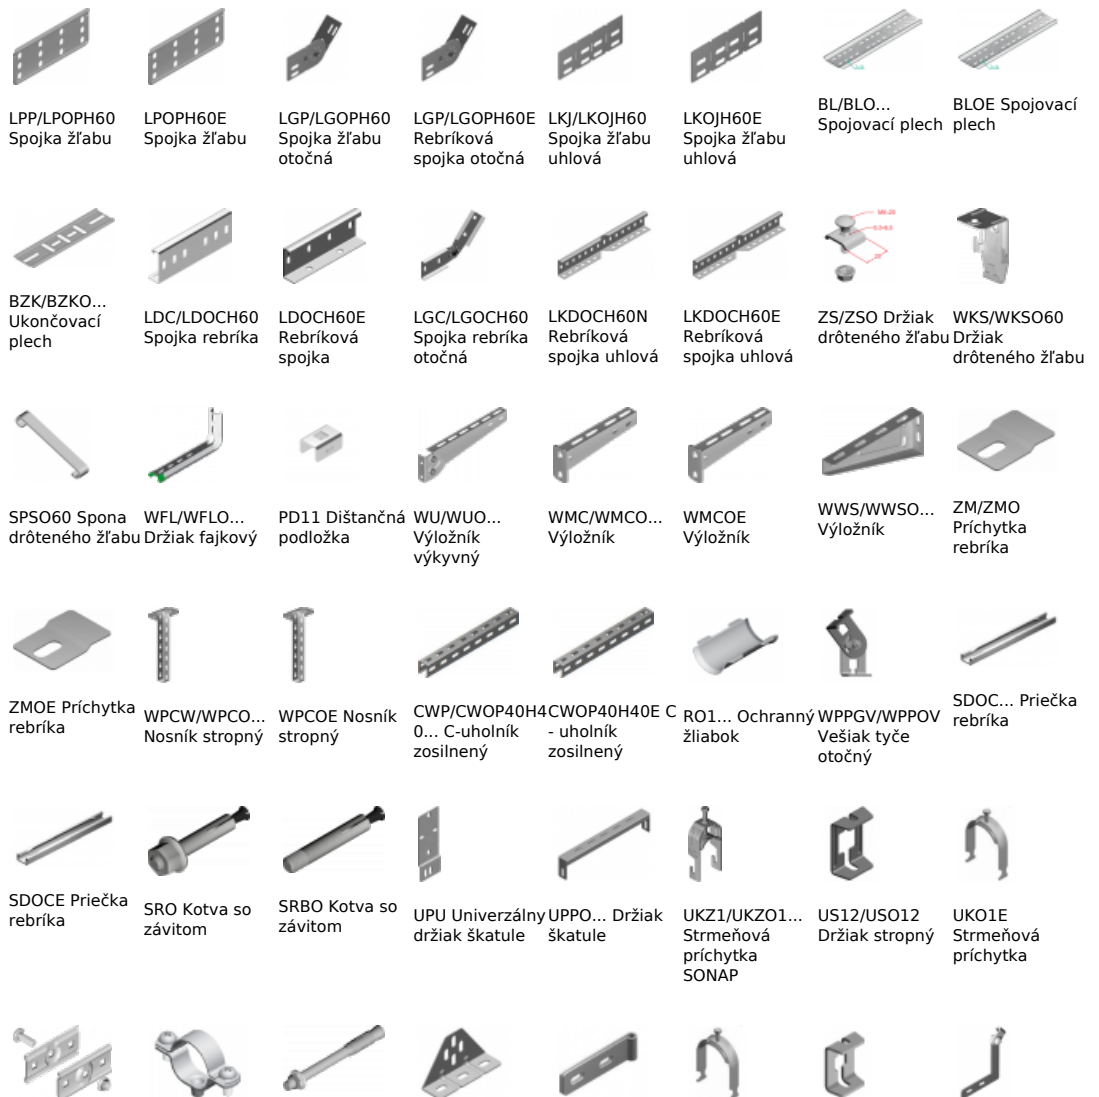 LPP/LPOPH60
Spojka žľabu
LPOPH60E
Spojka žľabu
LGP/LGOPH60
Spojka žľabu
otočná
LGP/LGOPH60E
Rebríková
spojka otočná
LKJ/LKOJH60
Spojka žľabu
uhlová
LKOJH60E
Spojka žľabu
uhlová
BL/BLO...
Spojovací plech
BLOE Spojovací
plech
BZK/BZKO...
Ukončovací
plech
LDC/LDOCH60
Spojka rebríka
LDOCH60E
Rebríková
spojka
LGC/LGOCH60
Spojka rebríka
otočná
LKDOCH60N
Rebríková
spojka uhlová
LKDOCH60E
Rebríková
spojka uhlová
ZS/ZSO Držiak
drôteného žľabu
WKS/WKSO60
Držiak
drôteného žľabu
SPSO60 Spona
drôteného žľabu
WFL/WFLO...
Držiak fajkový
PD11 Dištančná
podložka
WU/WUO...
Výložník
výkyvný
WMC/WMCO...
Výložník
WMCOE
Výložník
WWS/WWSO...
Výložník
ZM/ZMO
Príchytka
rebríka
ZMOE Príchytka
rebríka
WPCW/WPCO...
Nosník stropný
WPCOE Nosník
stropný
CWP/CWOP40H4
0... C-uholník
zosilnený
CWOP40H40E C
- uholník
zosilnený
RO1... Ochranný
žliabok
WPPGV/WPPOV
Vešiak tyče
otočný
SDOC... Priečka
rebríka
SDOCE Priečka
rebríka
SRO Kotva so
závitom
SRBO Kotva so
závitom
UPU Univerzálny
držiak škatule
UPPO... Držiak
škatule
UKZ1/UKZO1...
Strmeňová
príchytka
SONAP
US12/USO12
Držiak stropný
UKO1E
Strmeňová
príchytka